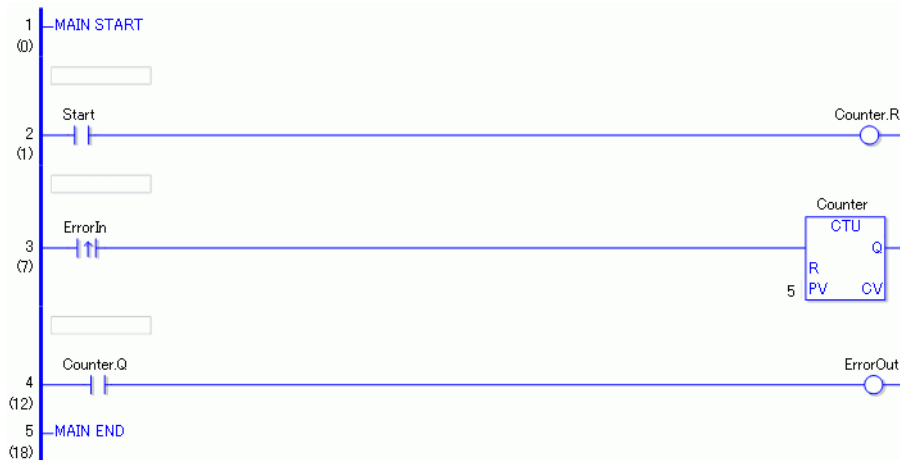 1 MAIN START
(0)
Start Counter.R
2
(1)
Counter
ErrorIn CTU
3 Q
(7)
R
5 PV CV
Counter.Q ErrorOut
4
(12)
5 MAIN END
(18)